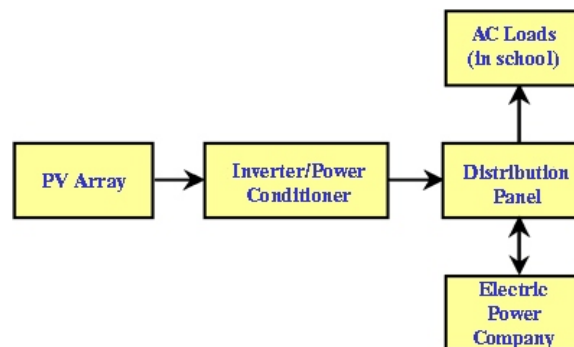 AC Loads
(in school)
PV Array
Inverter/Power
Conditioner
Distribution
Panel
Electric
Power
Company